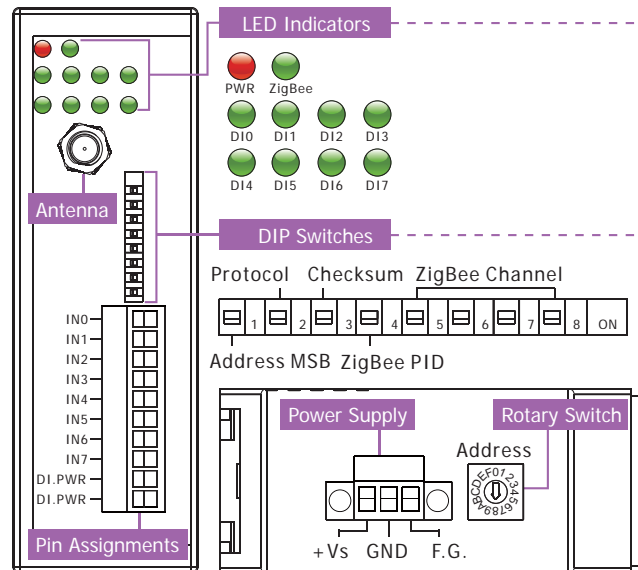 LED Indicators
PWR ZigBee
DI0 DI1 DI2 DI3
DI4 DI5 DI6 DI7
Antenna
DIP Switches
Protocol Checksum ZigBee Channel
1 2 3 4 5 6 7 8 ON
Address MSB ZigBee PID
IN0
IN1
IN2
IN3
IN4
IN5
IN6
IN7
DI.PWR
DI.PWR
Pin Assignments
Power Supply
Rotary Switch
Address
0123456789ABCDEF
+Vs GND F.G.